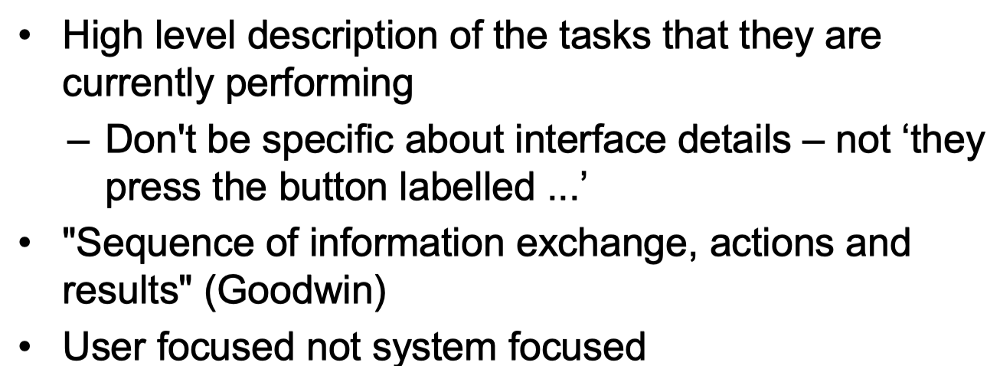 • High level description of the tasks that they are
currently performing
– Don't be specific about interface details – not ‘they
press the button labelled ...’
• "Sequence of information exchange, actions and
results" (Goodwin)
• User focused not system focused